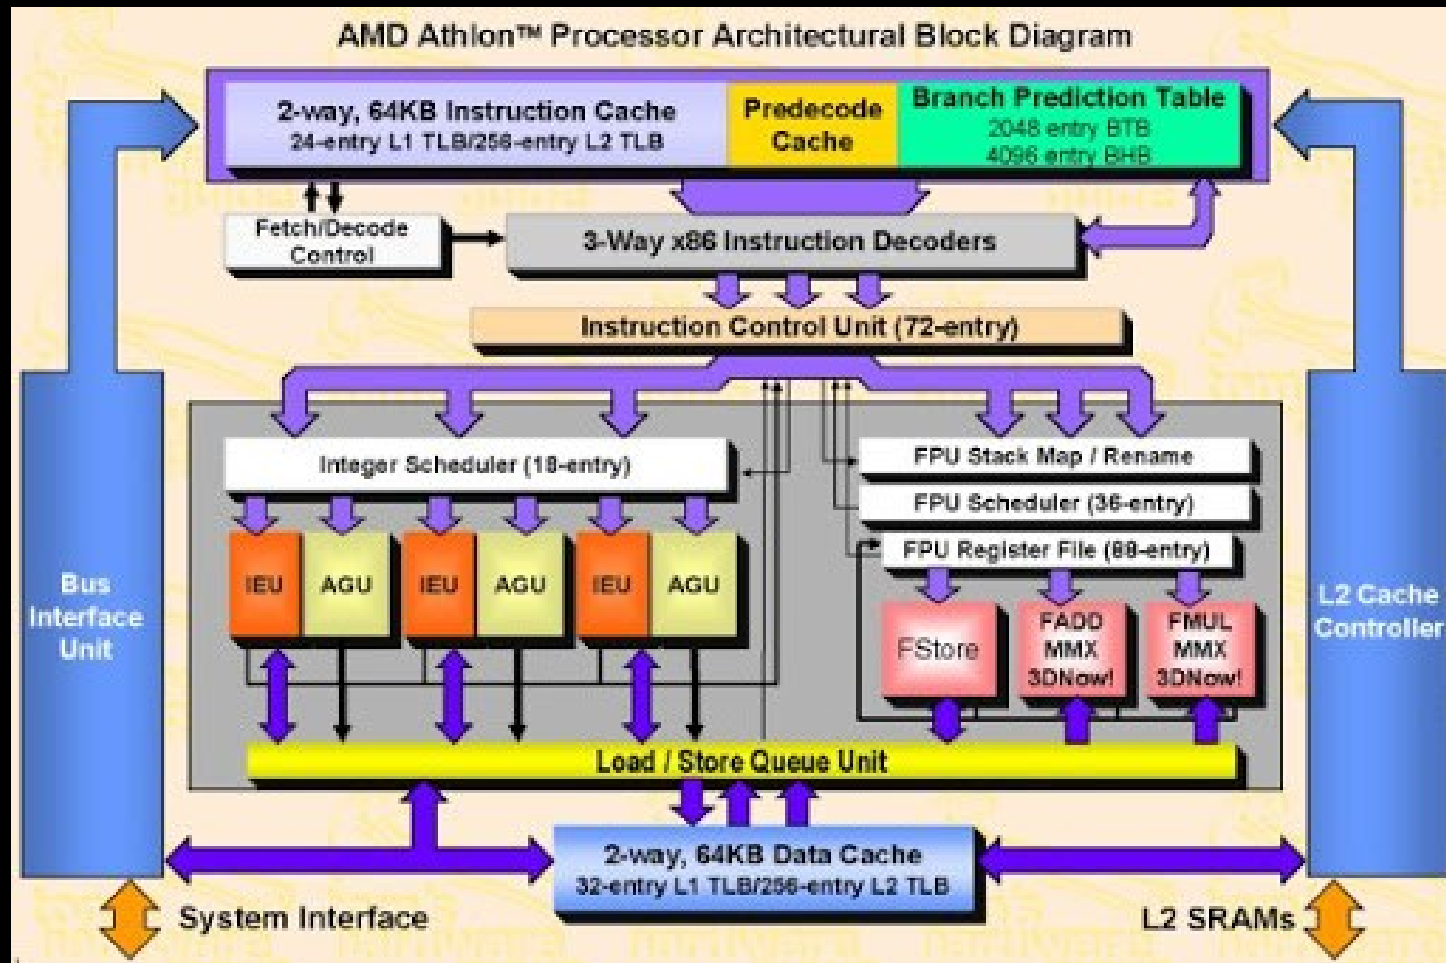 AMD Athlon™ Processor Architectural Block Diagram
2-way, 64KB Instruction Cache
24-entry L1 TLB/256-entry L2 TLB
Predecode
Cache
Branch Prediction Table
2048 entry BTB
4096 entry BHB
Fetch/Decode
Control
3-Way x86 Instruction Decoders
Instruction Control Unit (72-entry)
Integer Scheduler (18-entry)
FPU Stack Map / Rename
FPU Scheduler (36-entry)
FPU Register File (88-entry)
Bus
Interface
Unit
IEU
AGU
IEU
AGU
IEU
AGU
FStore
FADD
MMX
3DNow!
FMUL
MMX
3DNow!
L2 Cache
Controller
Load / Store Queue Unit
2-way, 64KB Data Cache
32-entry L1 TLB/256-entry L2 TLB
System Interface
L2 SRAMs